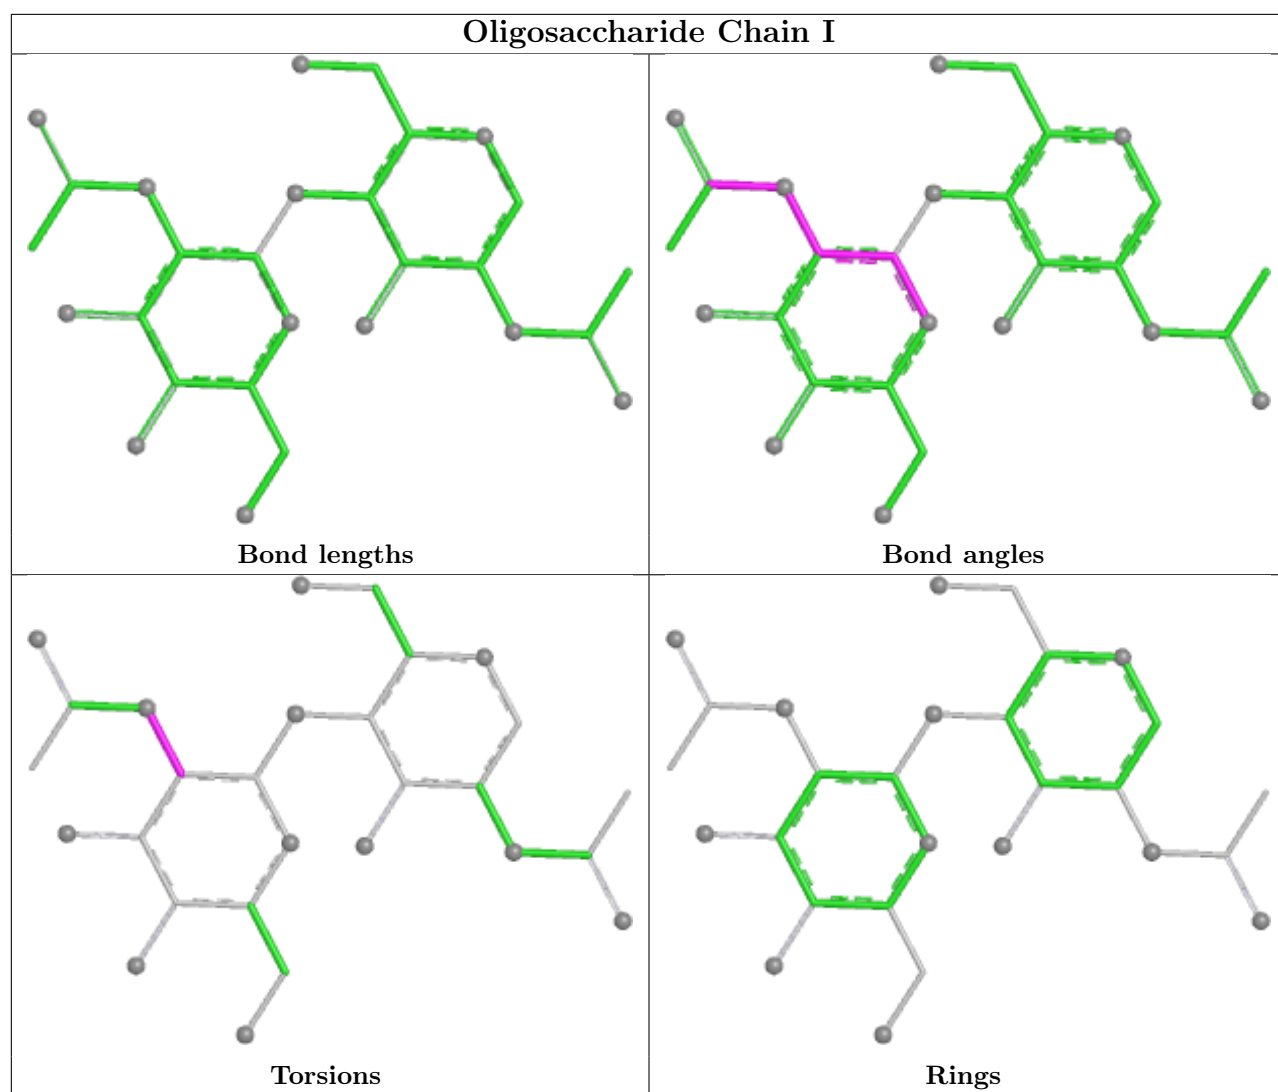 Oligosaccharide Chain I
Bond lengths
Bond angles
Torsions
Rings